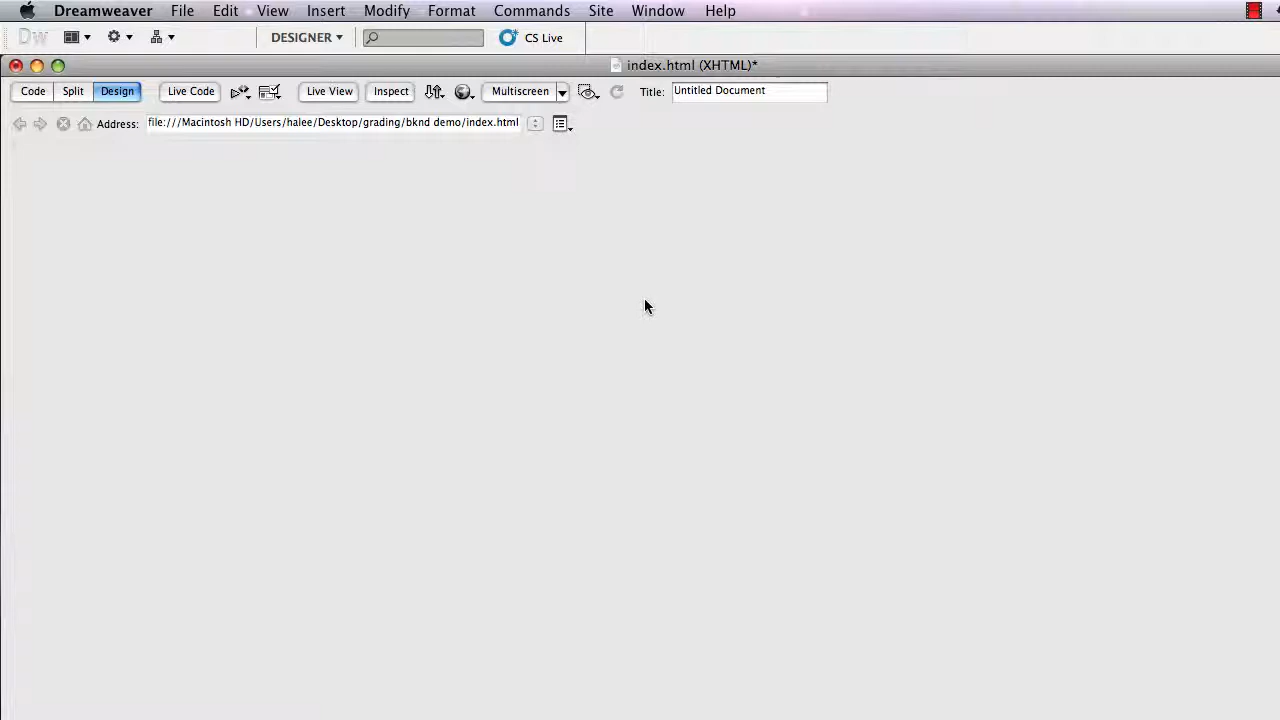 Dreamweaver File Edit View Insert Modify Format Commands Site Window Help
Dw DESIGNER CS Live
index.html (XHTML)*
Code Split Design Live Code Live View Inspect Multiscreen Title: Untitled Document
Address: file:///Macintosh HD/Users/halee/Desktop/grading/bknd demo/index.html